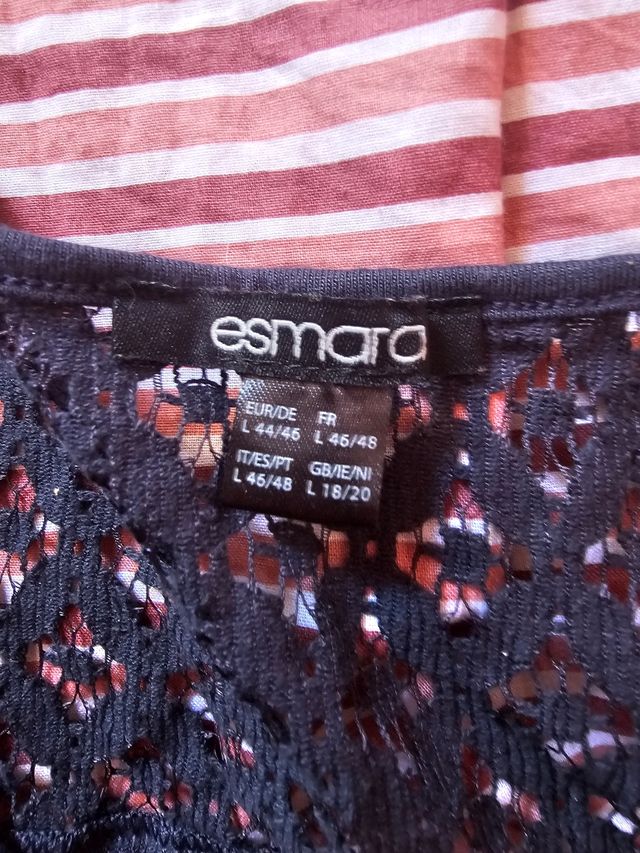 esmara
EUR/DE FR
L 44/46 L 46/48
IT/ES/PT GB/IE/NI
L 46/48 L 18/20